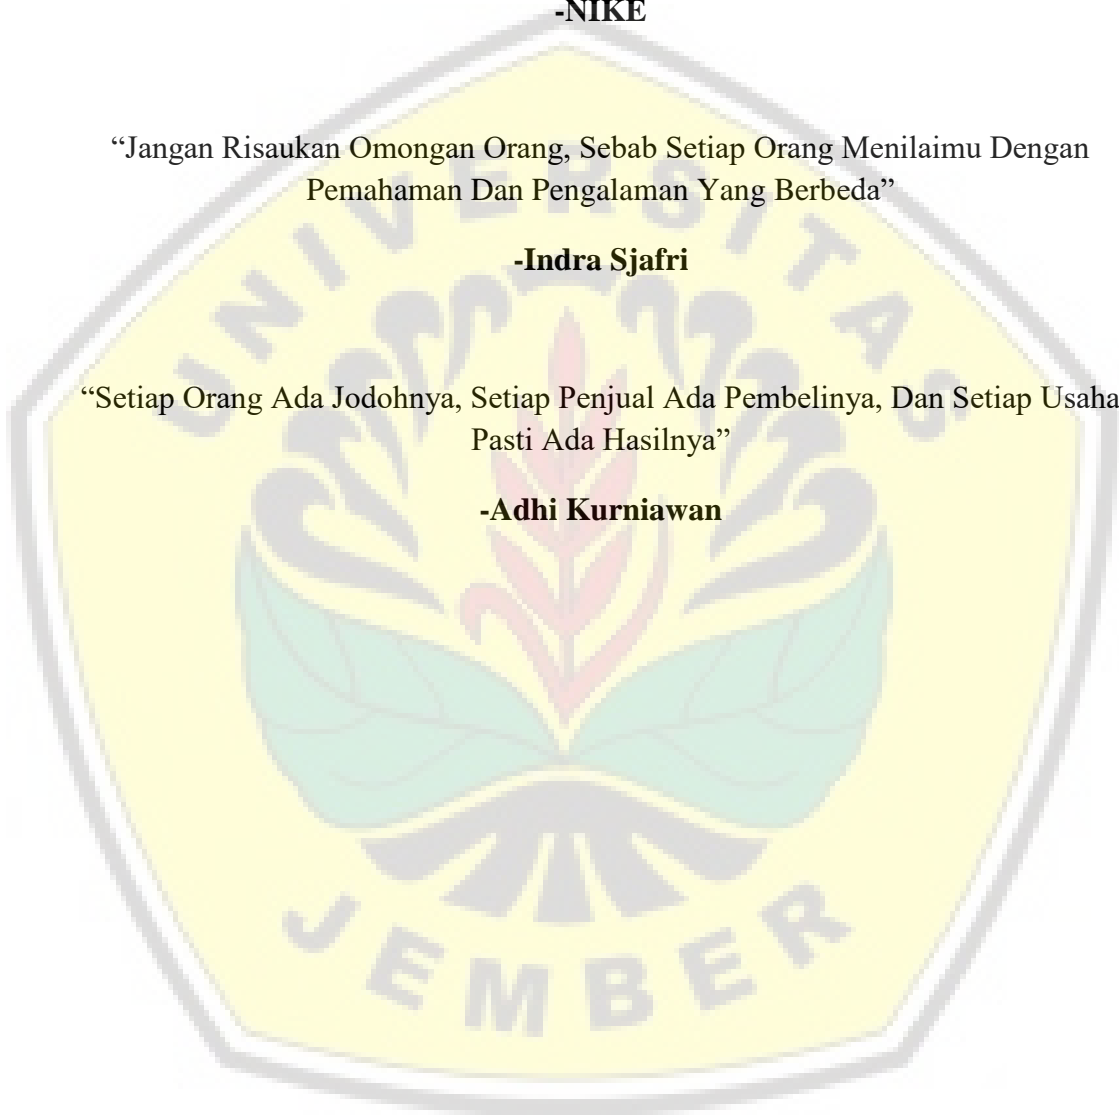 -NIKE
“Jangan Risaukan Omongan Orang, Sebab Setiap Orang Menilaimu Dengan
Pemahaman Dan Pengalaman Yang Berbeda”
-Indra Sjafri
“Setiap Orang Ada Jodohnya, Setiap Penjual Ada Pembelinya, Dan Setiap Usaha
Pasti Ada Hasilnya”
-Adhi Kurniawan
UNIVERSITAS
JEMBER